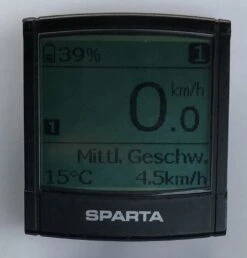 39% 1
km/h
0.0
1
Mittl. Geschw.
15°C 4.5km/h
SPARTA